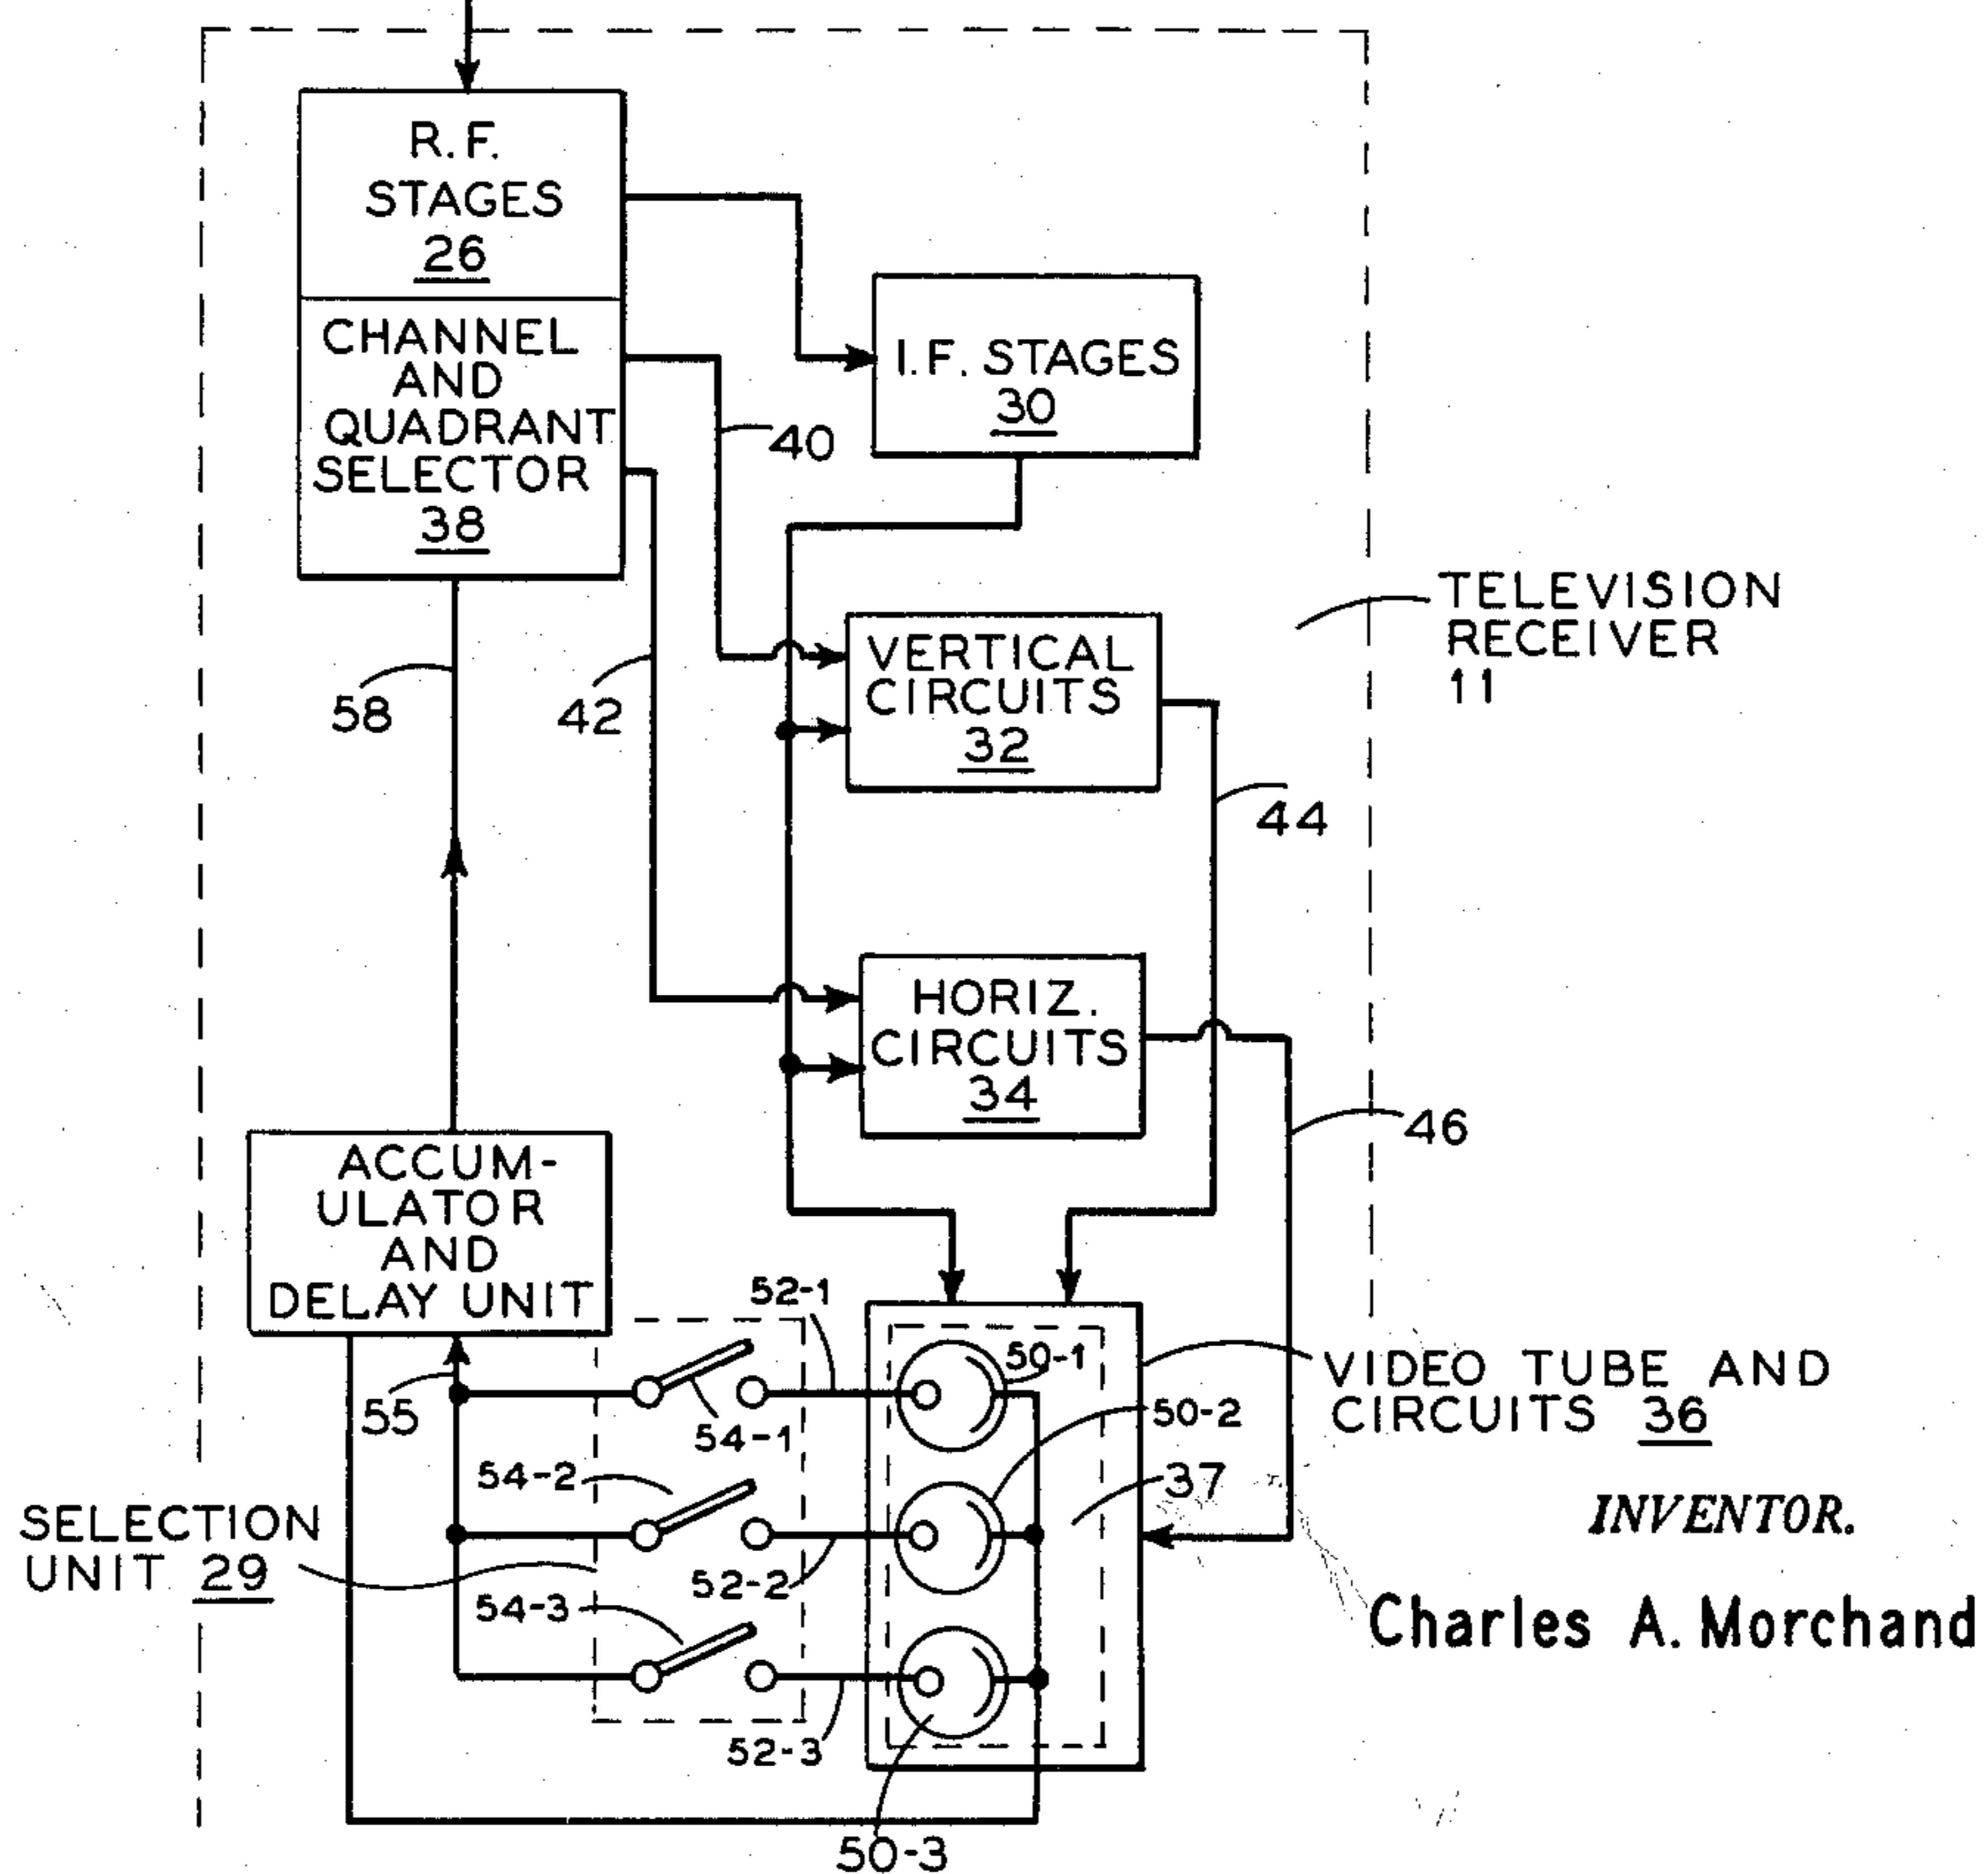 R.F.
STAGES
26
CHANNEL
AND
QUADRANT
SELECTOR
38
I.F. STAGES
30
40
58
42
VERTICAL
CIRCUITS
32
TELEVISION
RECEIVER
11
44
HORIZ.
CIRCUITS
34
46
ACCUM-
ULATOR
AND
DELAY UNIT
52-1
50-1
55
54-1
50-2
VIDEO TUBE AND
CIRCUITS 36
54-2
37
SELECTION
UNIT 29
52-2
54-3
INVENTOR.
Charles A. Morchand
52-3
50-3